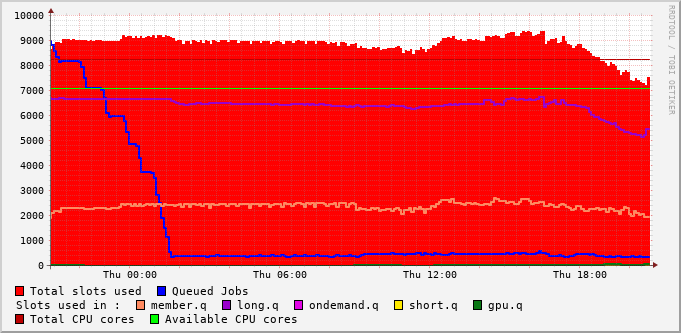 10000
9000
8000
7000
6000
5000
4000
3000
2000
1000
0
Thu 00:00 Thu 06:00 Thu 12:00 Thu 18:00
RRDTOOL / TOBI OETIKER
Total slots used Queued Jobs
Slots used in : member.q long.q ondemand.q short.q gpu.q
Total CPU cores Available CPU cores